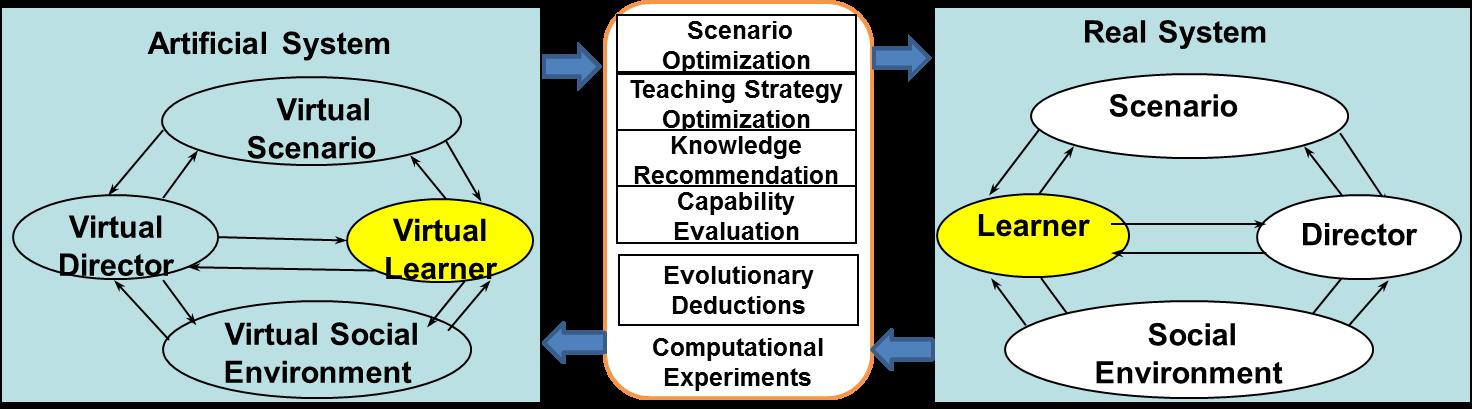 Artificial System
Virtual
Scenario
Virtual
Director
Virtual
Learner
Virtual Social
Environment
Scenario
Optimization
Teaching Strategy
Optimization
Knowledge
Recommendation
Capability
Evaluation
Evolutionary
Deductions
Computational
Experiments
Real System
Scenario
Learner
Director
Social
Environment